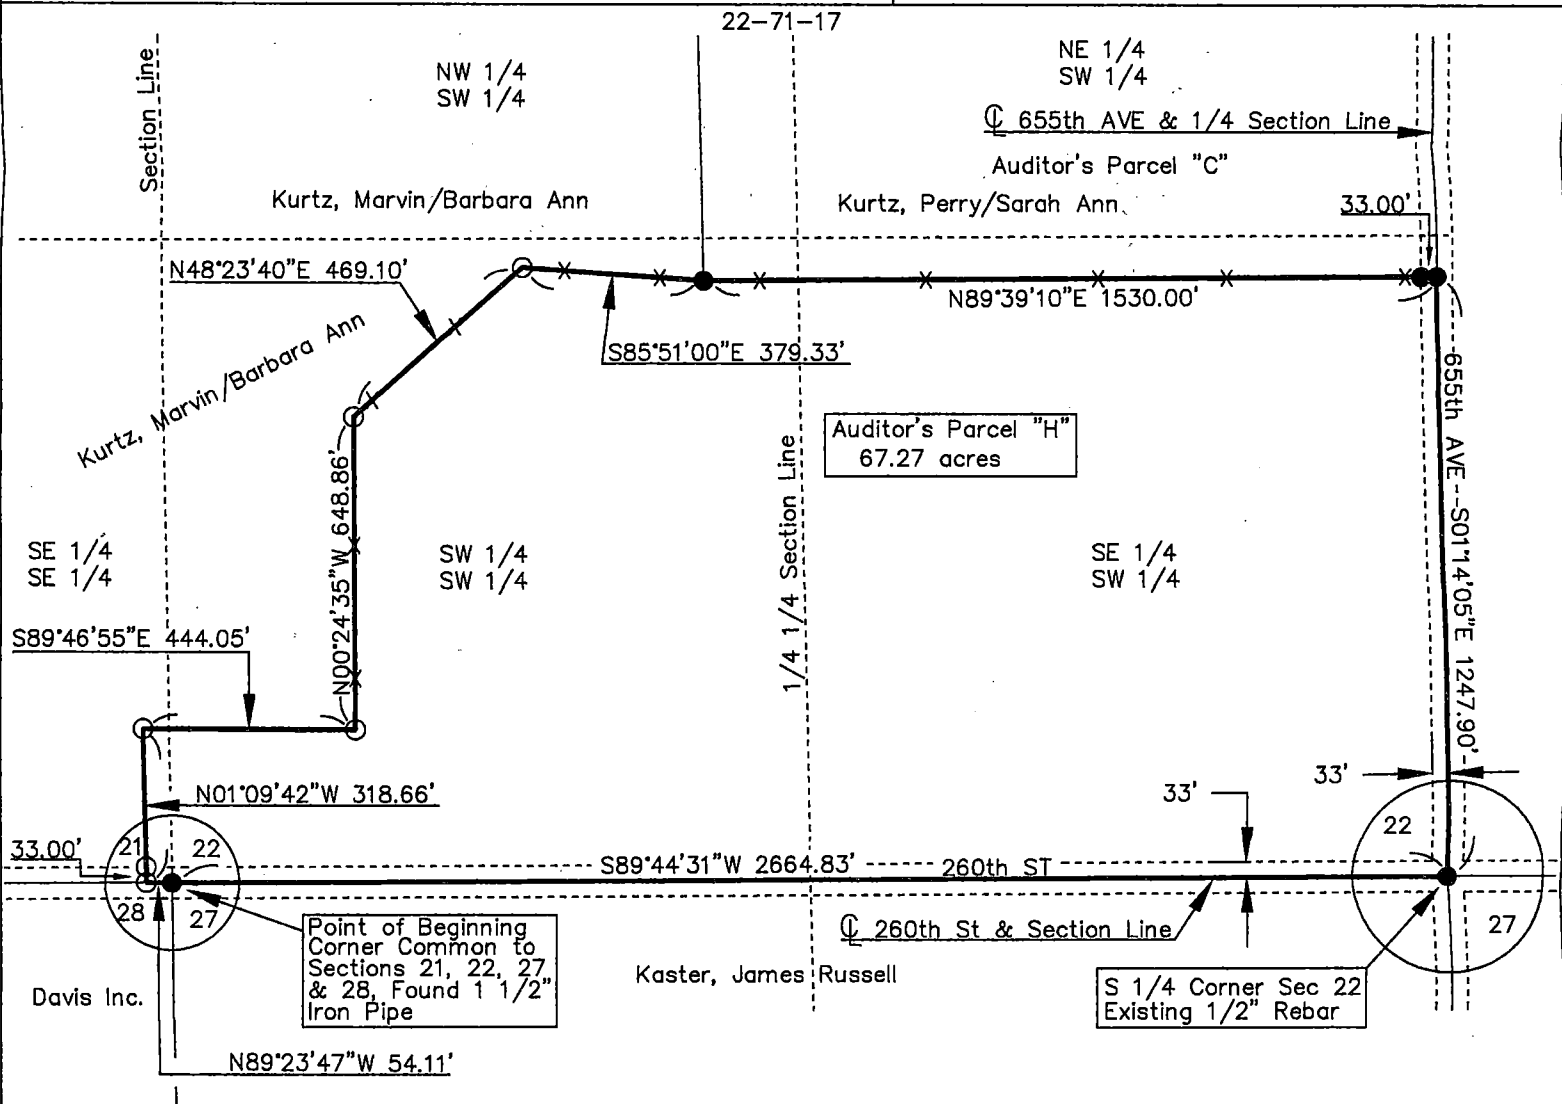 22-71-17
Section Line
NW 1/4
SW 1/4
NE 1/4
SW 1/4
℄ 655th AVE & 1/4 Section Line
Auditor's Parcel "C"
Kurtz, Marvin/Barbara Ann
Kurtz, Perry/Sarah Ann
33.00'
N48°23'40"E 469.10'
N89°39'10"E 1530.00'
S85°51'00"E 379.33'
Kurtz, Marvin/Barbara Ann
655th AVE--S01°14'05"E 1247.90'
Auditor's Parcel "H"
67.27 acres
N00°24'35"W 648.86'
1/4 1/4 Section Line
SE 1/4
SE 1/4
SW 1/4
SW 1/4
SE 1/4
SW 1/4
S89°46'55"E 444.05'
N01°09'42"W 318.66'
33'
33'
33.00'
21
22
22
S89°44'31"W 2664.83'
260th ST
28
27
27
Point of Beginning
Corner Common to
Sections 21, 22, 27
& 28, Found 1 1/2"
Iron Pipe
℄ 260th St & Section Line
Kaster, James Russell
S 1/4 Corner Sec 22
Existing 1/2" Rebar
Davis Inc.
N89°23'47"W 54.11'